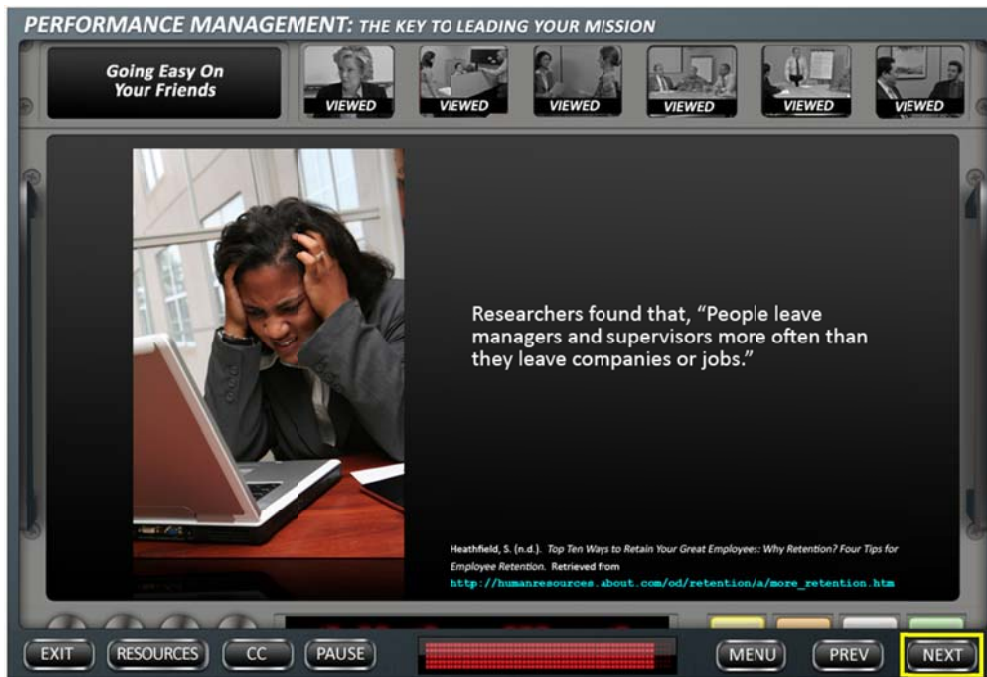 PERFORMANCE MANAGEMENT: THE KEY TO LEADING YOUR MISSION
Going Easy On
Your Friends
VIEWED
VIEWED
VIEWED
VIEWED
VIEWED
VIEWED
Researchers found that, “People leave
managers and supervisors more often than
they leave companies or jobs.”
Heathfield, S. (n.d.). Top Ten Ways to Retain Your Great Employees: Why Retention? Four Tips for
Employee Retention. Retrieved from
http://humanresources.about.com/od/retention/a/more_retention.htm
EXIT
RESOURCES
CC
PAUSE
MENU
PREV
NEXT